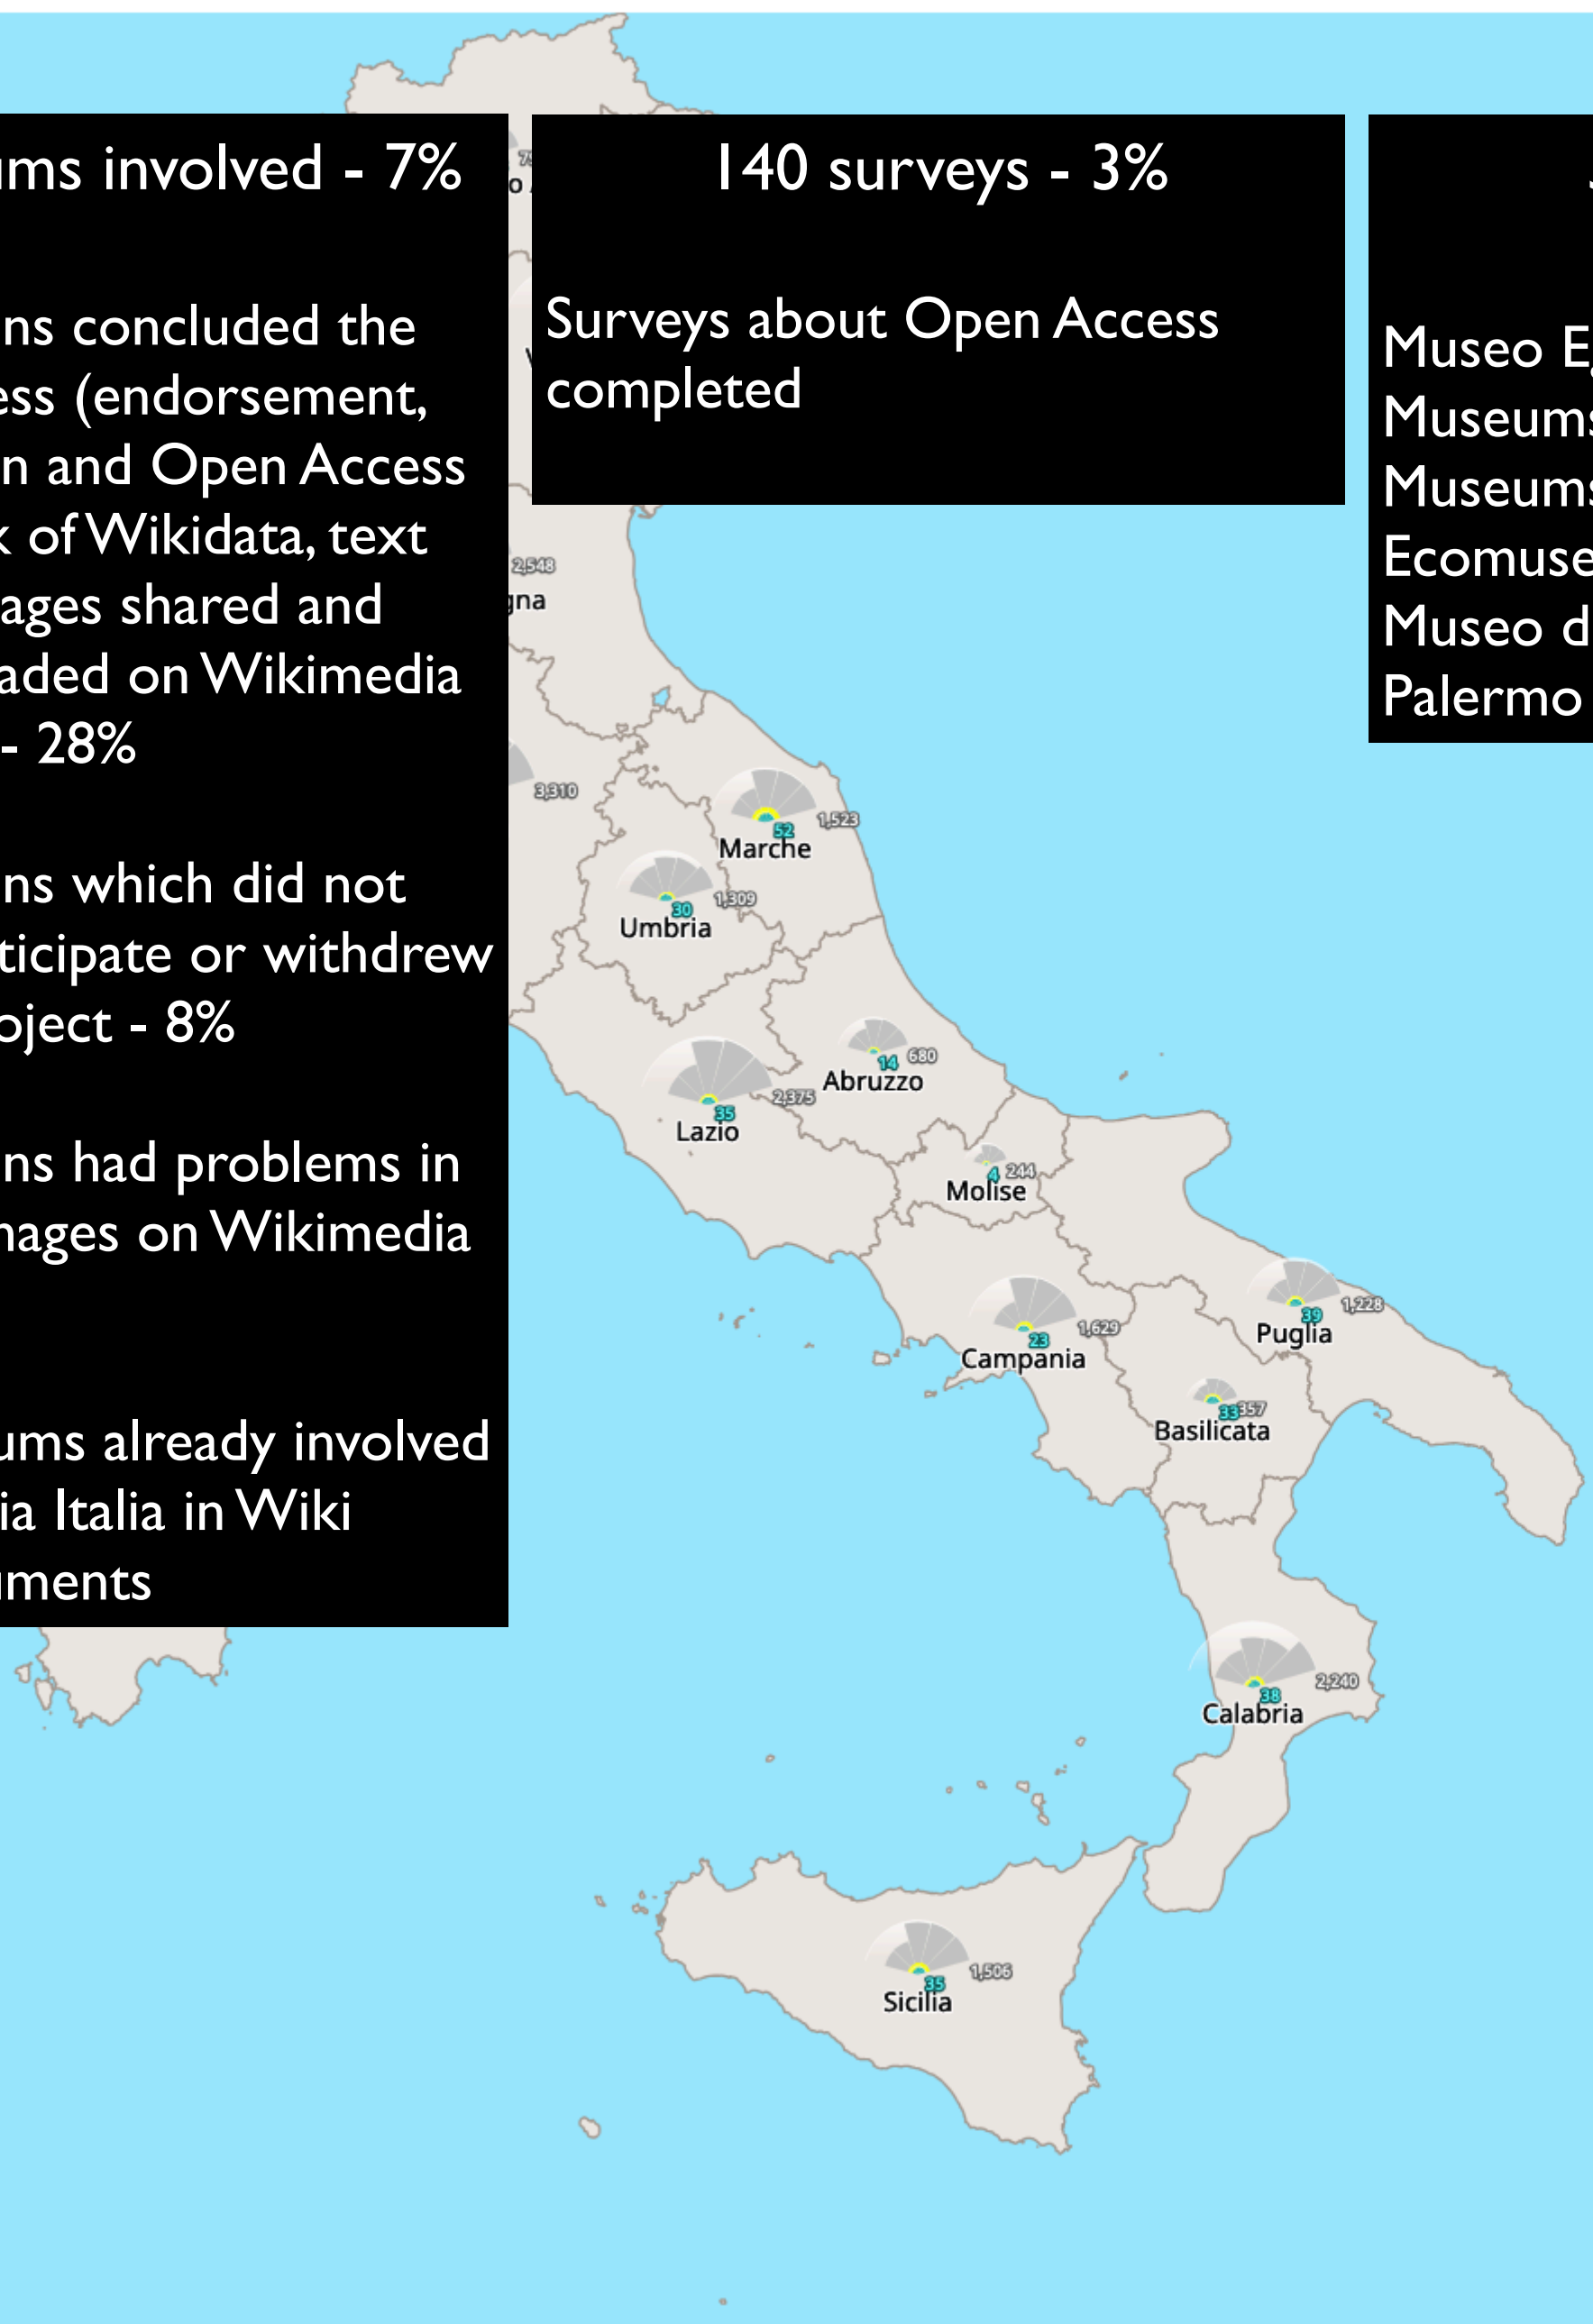 ums involved - 7%
ns concluded the
ess (endorsement,
n and Open Access
k of Wikidata, text
ages shared and
aded on Wikimedia
- 28%
ns which did not
ticipate or withdrew
oject - 8%
ns had problems in
nages on Wikimedia
ums already involved
ia Italia in Wiki
uments
140 surveys - 3%
Surveys about Open Access
completed
Museo E
Museums
Museums
Ecomuse
Museo d
Palermo
2,548
gna
3,310
52 1,523
Marche
30 1,309
Umbria
14 680
Abruzzo
35 2,375
Lazio
4 244
Molise
39 1,228
Puglia
23 1,629
Campania
33 357
Basilicata
38 2,240
Calabria
35 1,506
Sicilia